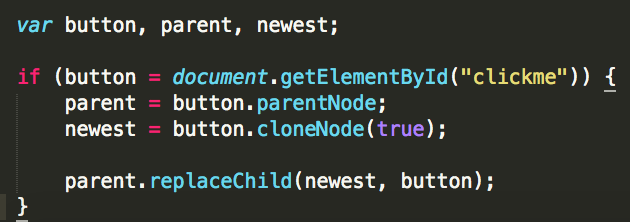 var button, parent, newest;
if (button = document.getElementById("clickme")) {
parent = button.parentNode;
newest = button.cloneNode(true);
parent.replaceChild(newest, button);
}